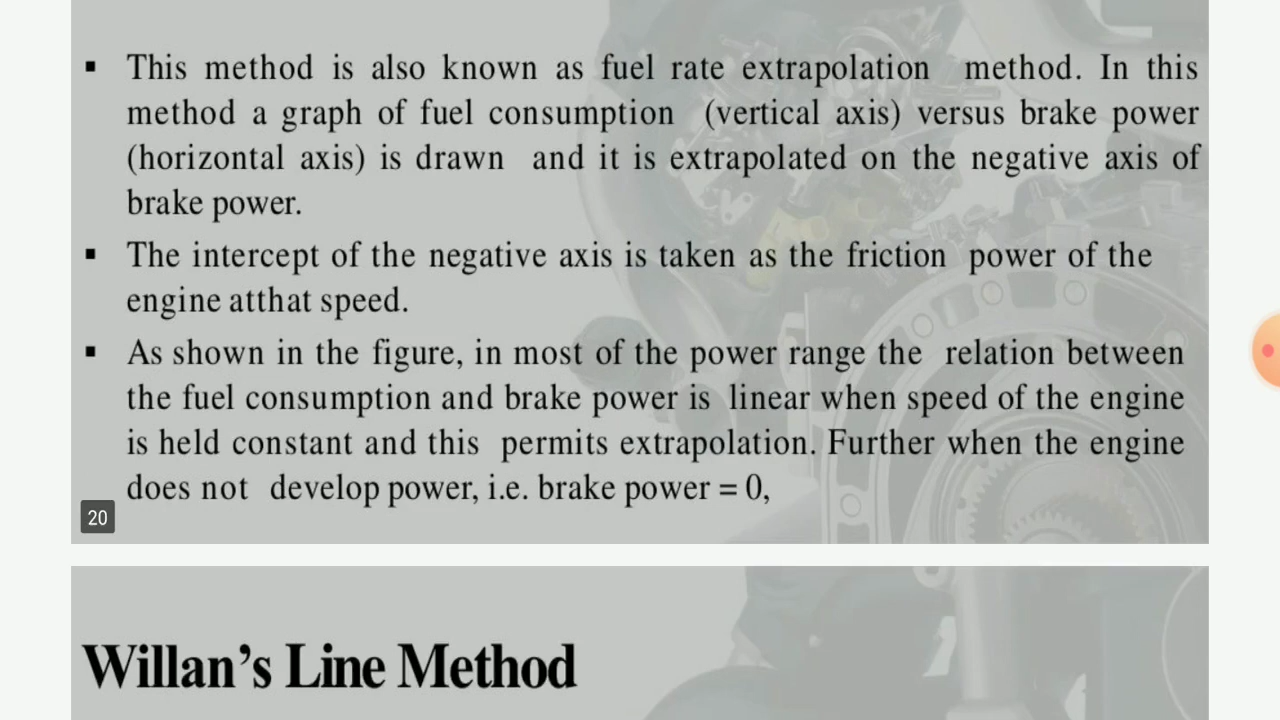 ▪ This method is also known as fuel rate extrapolation method. In this
method a graph of fuel consumption (vertical axis) versus brake power
(horizontal axis) is drawn and it is extrapolated on the negative axis of
brake power.
▪ The intercept of the negative axis is taken as the friction power of the
engine atthat speed.
▪ As shown in the figure, in most of the power range the relation between
the fuel consumption and brake power is linear when speed of the engine
is held constant and this permits extrapolation. Further when the engine
does not develop power, i.e. brake power = 0,
20
Willan’s Line Method